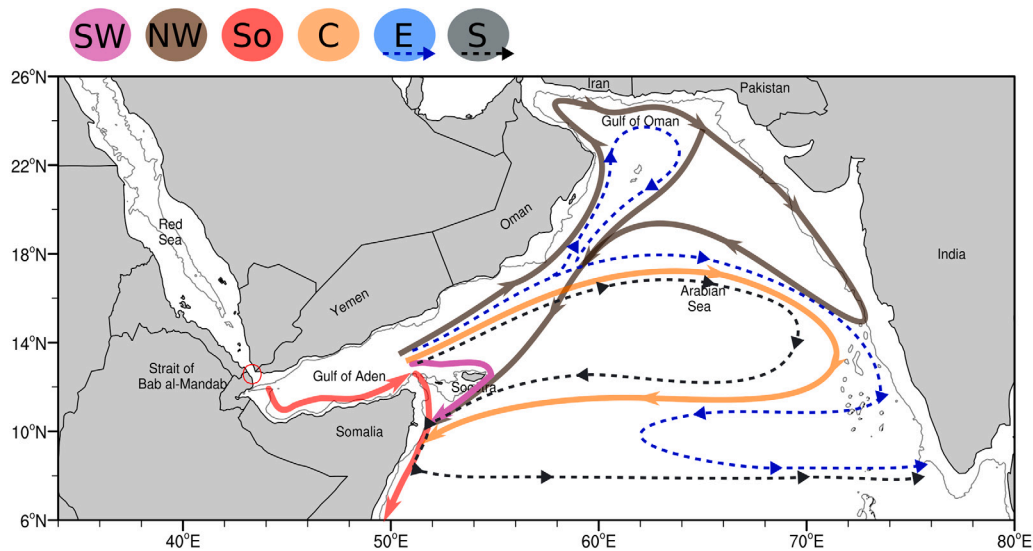 SW NW So C E S
26°N
Iran
Pakistan
Gulf of Oman
22°N
Oman
Red
Sea
18°N
India
Yemen
Arabian
Sea
14°N
Strait of
Bab al-Mandab
Gulf of Aden
Socotra
10°N
Somalia
6°N
40°E 50°E 60°E 70°E 80°E